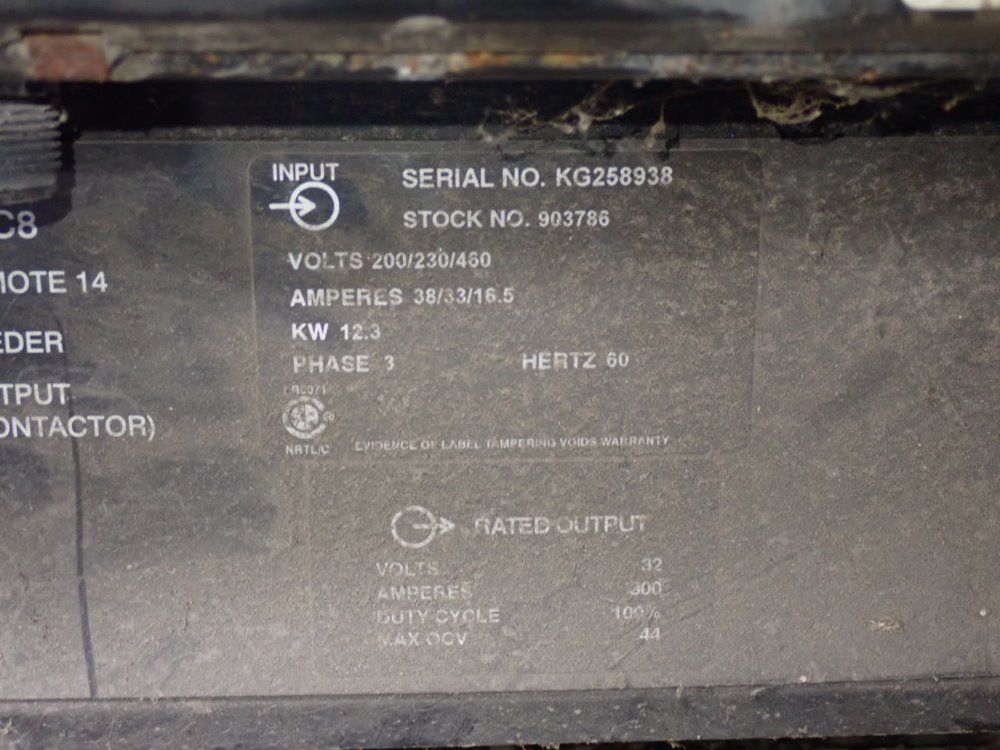 INPUT
SERIAL NO. KG258938
STOCK NO. 903786
VOLTS 200/230/460
AMPERES 38/33/16.5
KW 12.3
PHASE 3 HERTZ 60
NRTL/C
EVIDENCE OF LABEL TAMPERING VOIDS WARRANTY
RATED OUTPUT
VOLTS 32
AMPERES 300
DUTY CYCLE 100%
MAX OCV 44
C8
MOTE 14
EDER
TPUT
ONTACTOR)